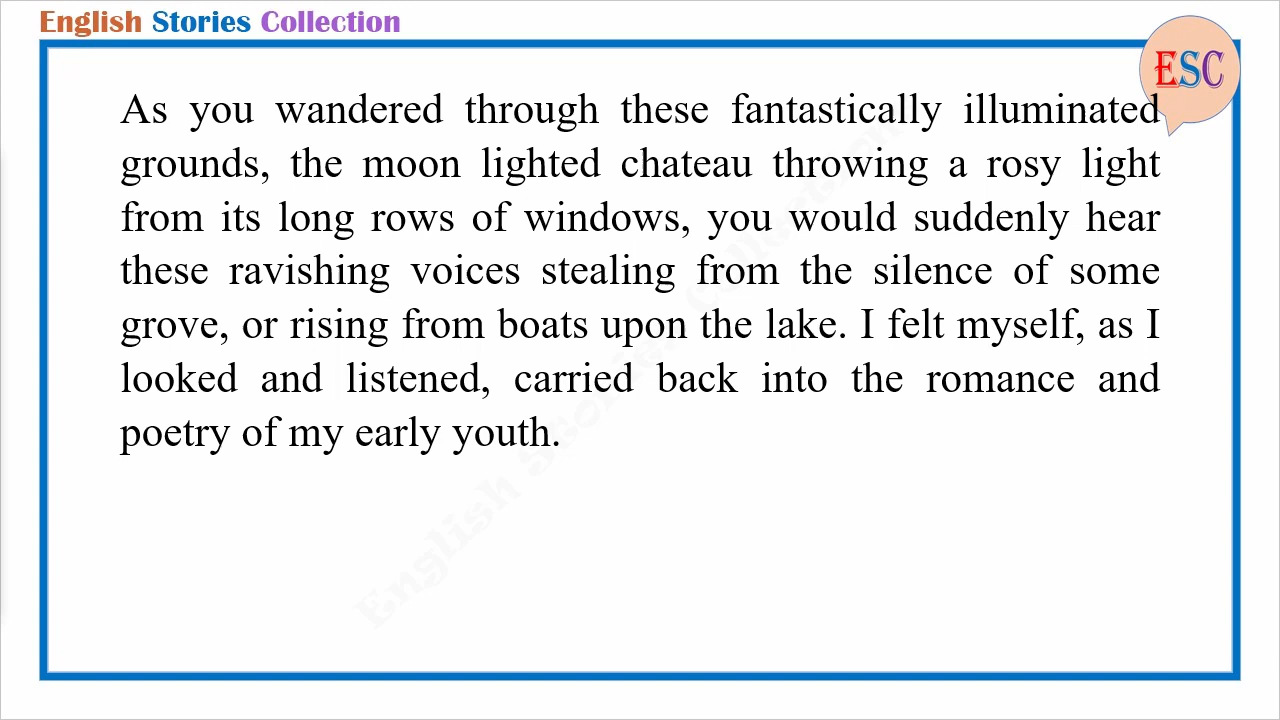 English Stories Collection
ESC
As you wandered through these fantastically illuminated
grounds, the moon lighted chateau throwing a rosy light
from its long rows of windows, you would suddenly hear
these ravishing voices stealing from the silence of some
grove, or rising from boats upon the lake. I felt myself, as I
looked and listened, carried back into the romance and
poetry of my early youth.
English Stories Collection